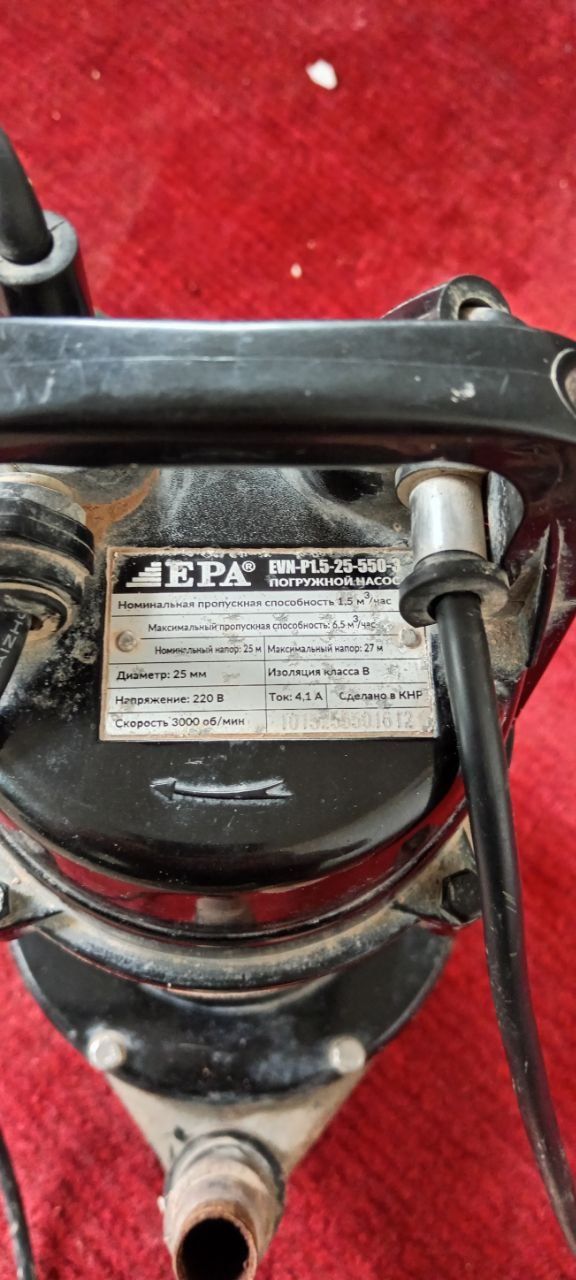 EPA® EVN-P1.5-25-550-3
ПОГРУЖНОЙ НАСОС
Номинальная пропускная способность 1.5 м³/час
Максимальный пропускная способность: 6,5 м³/час
Номинальный напор: 25 м Максимальный напор: 27 м
Диаметр: 25 мм Изоляция класса В
Напряжение: 220 В Ток: 4,1 А Сделано в КНР
Скорость 3000 об/мин